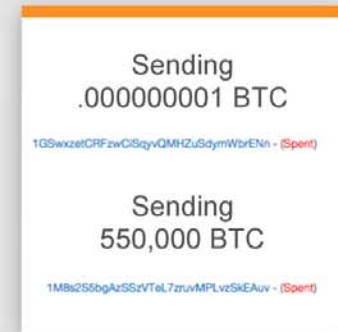 Sending
.000000001 BTC
1GSwxzetCRFzwCiSqyvQMHZuSdymWbrENn - (Spent)
Sending
550,000 BTC
1M8s2S5bgAzSSzVTeL7zruvMPLvzSkEAuv - (Spent)